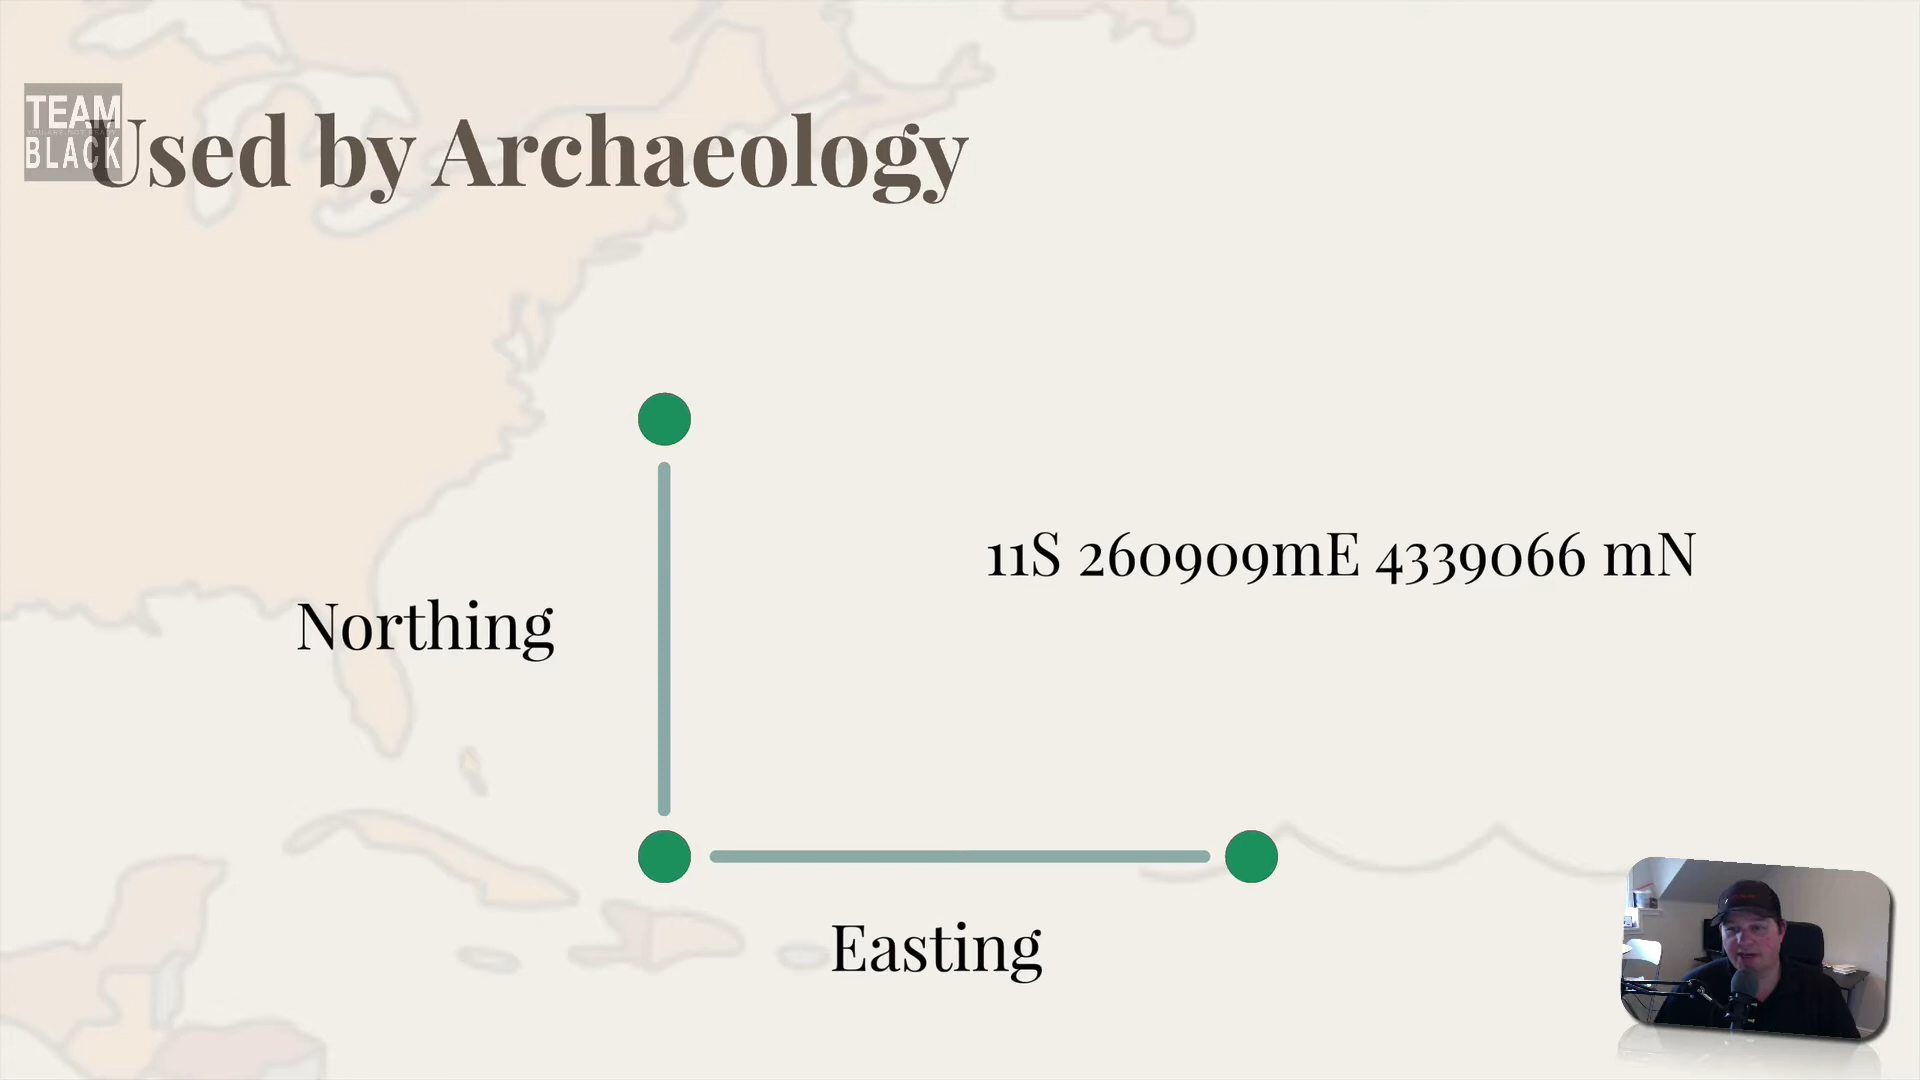 TEAM
BLACK
Used by Archaeology
11S 260909mE 4339066 mN
Northing
Easting